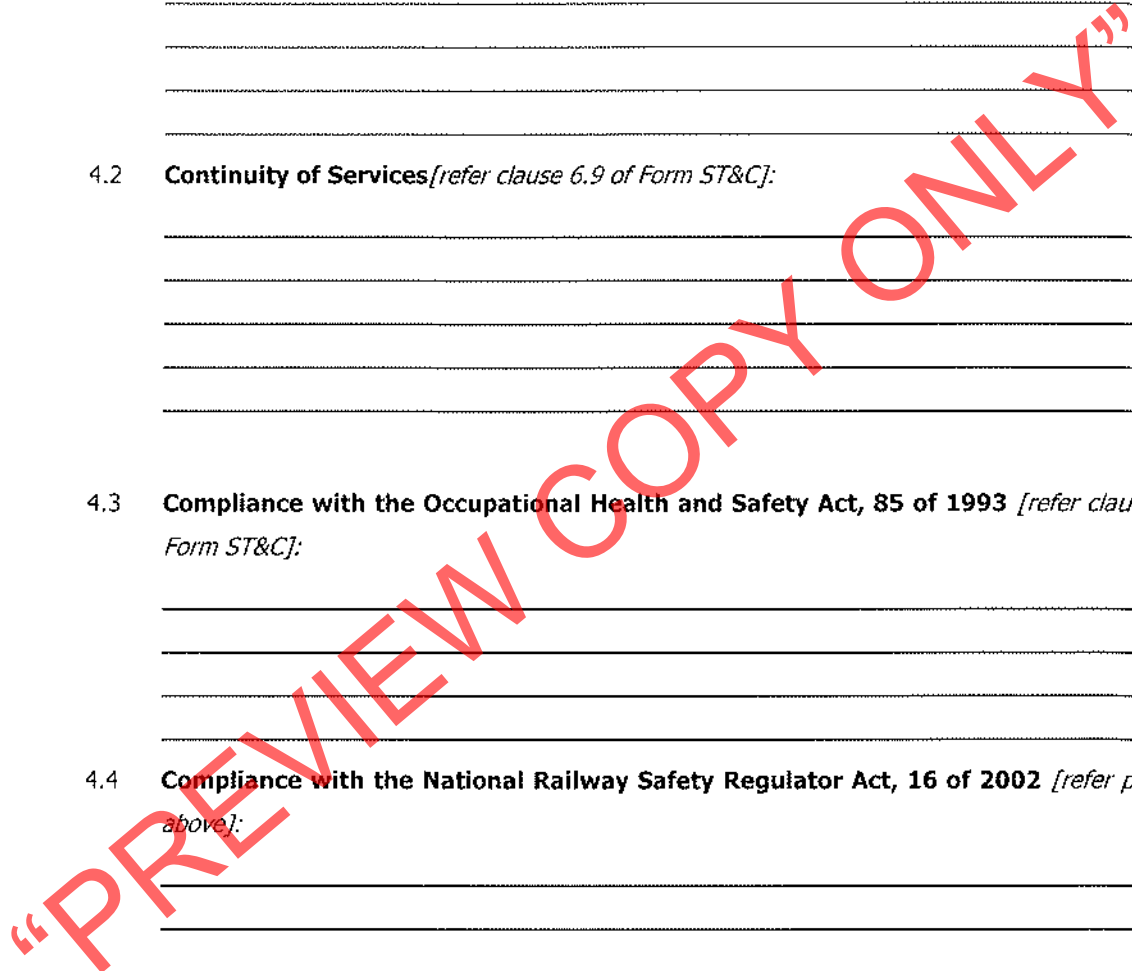 4.2 Continuity of Services [refer clause 6.9 of Form ST&C]:
4.3 Compliance with the Occupational Health and Safety Act, 85 of 1993 [refer
Form ST&C]:
4.4 Compliance with the National Railway Safety Regulator Act, 16 of 2002 [refer
above]:
“PREVIEW COPY ONLY”